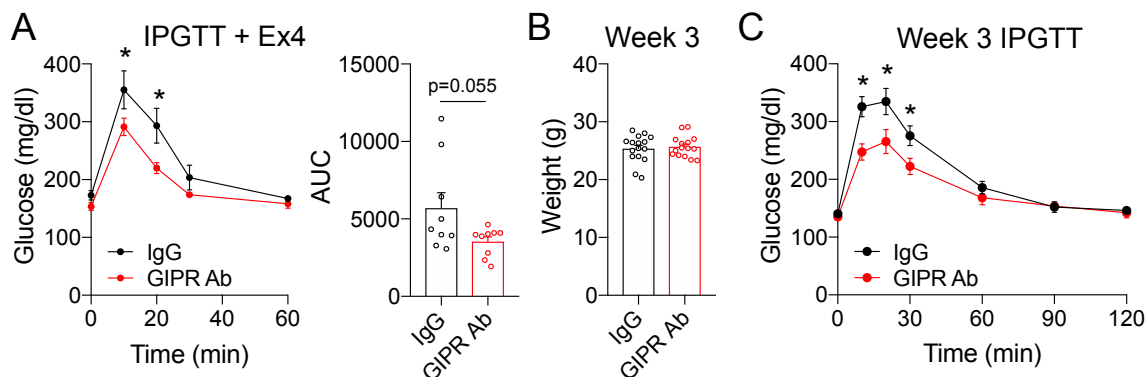 A
IPGTT + Ex4
Glucose (mg/dl)
400
300
200
100
0
*
*
IgG
GIPR Ab
0 20 40 60
Time (min)
AUC
15000
10000
5000
0
p=0.055
IgG
GIPR Ab
B
Week 3
Weight (g)
40
30
20
10
0
IgG
GIPR Ab
C
Week 3 IPGTT
Glucose (mg/dl)
400
300
200
100
0
* * *
IgG
GIPR Ab
0 30 60 90 120
Time (min)